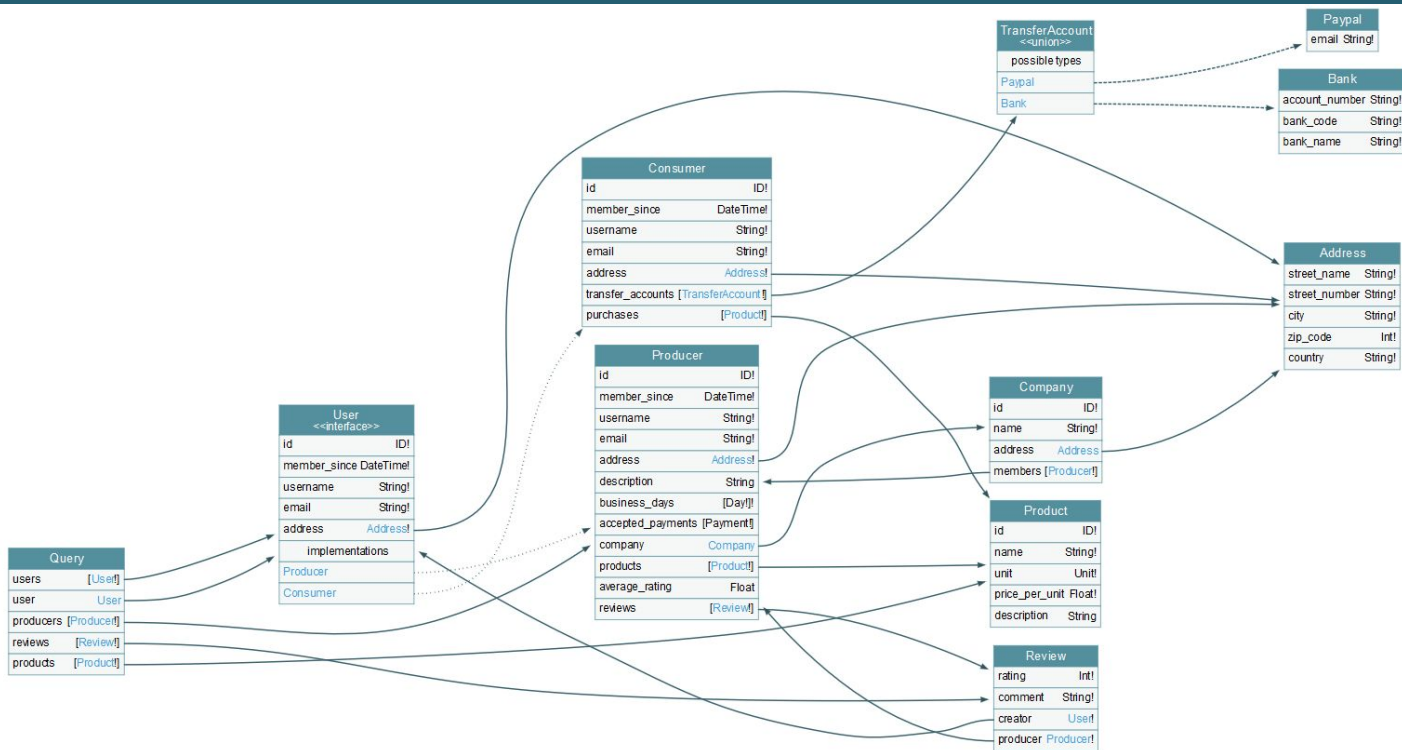 Paypal
email String!
TransferAccount
<<union>>
possible types
Paypal
Bank
Bank
account_number String!
bank_code String!
bank_name String!
Consumer
id ID!
member_since DateTime!
username String!
email String!
address Address!
transfer_accounts [TransferAccount!]
purchases [Product!]
Address
street_name String!
street_number String!
city String!
zip_code Int!
country String!
Producer
id ID!
member_since DateTime!
username String!
email String!
address Address!
description String
business_days [Day!]!
accepted_payments [Payment!]
company Company
products [Product!]
average_rating Float
reviews [Review!]
Company
id ID!
name String!
address Address
members [Producer!]
User
<<interface>>
id ID!
member_since DateTime!
username String!
email String!
address Address!
implementations
Producer
Consumer
Product
id ID!
name String!
unit Unit!
price_per_unit Float!
description String
Query
users [User!]
user User
producers [Producer!]
reviews [Review!]
products [Product!]
Review
rating Int!
comment String!
creator User!
producer Producer!